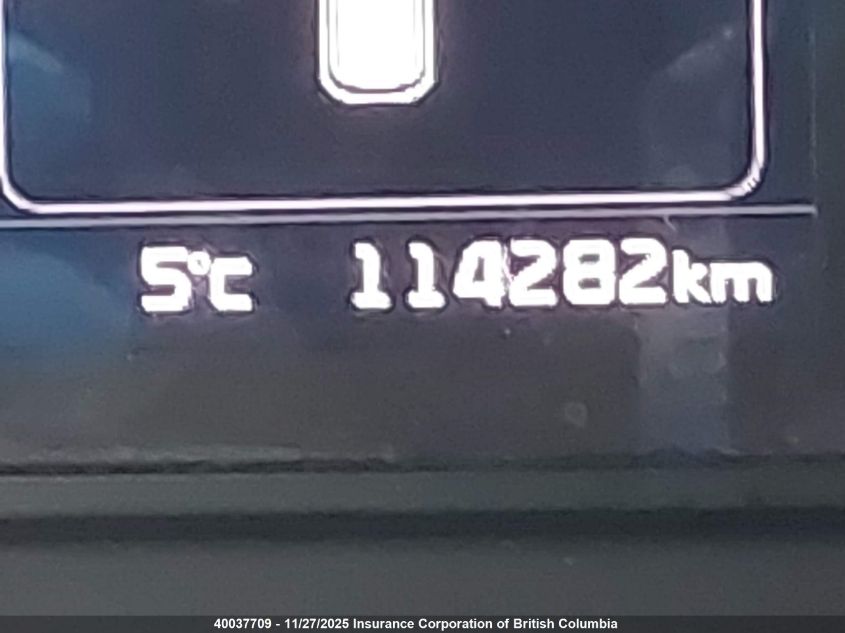 5°C 114282km
40037709 - 11/27/2025 Insurance Corporation of British Columbia